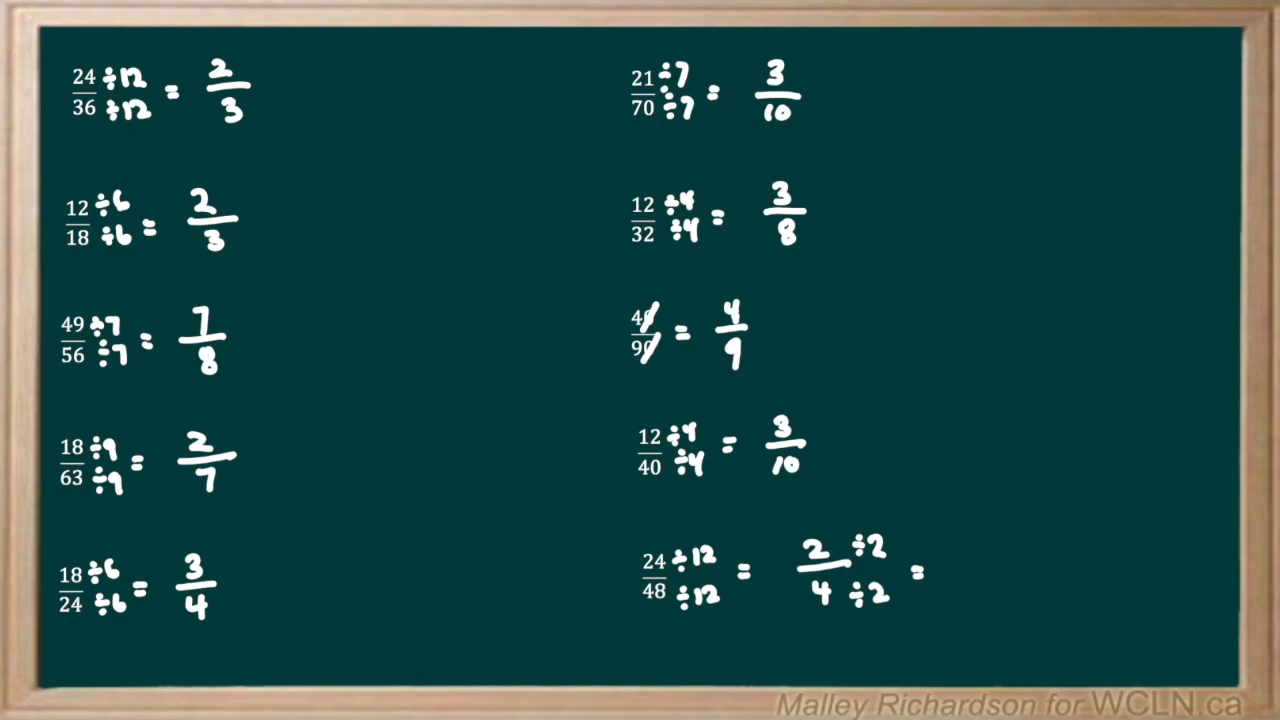 24/36 ÷12/÷12 = 2/3
12/18 ÷6/÷6 = 2/3
49/56 ÷7/÷7 = 7/8
18/63 ÷9/÷9 = 2/7
18/24 ÷6/÷6 = 3/4
21/70 ÷7/÷7 = 3/10
12/32 ÷4/÷4 = 3/8
40/90 = 4/9
12/40 ÷4/÷4 = 3/10
24/48 ÷12/÷12 = 2/4 ÷2/÷2 =
Malley Richardson for WCLN.ca